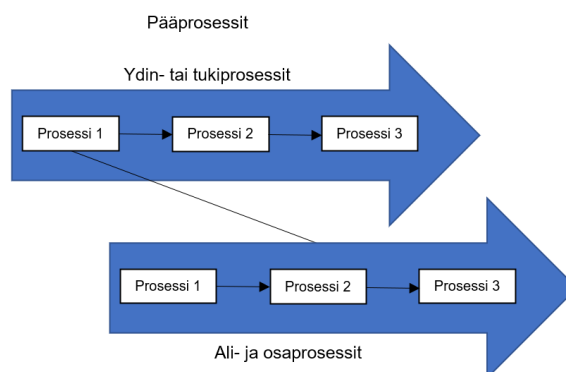 Pääprosessit
Ydin- tai tukiprosessit
Prosessi 1
Prosessi 2
Prosessi 3
Prosessi 1
Prosessi 2
Prosessi 3
Ali- ja osaprosessit